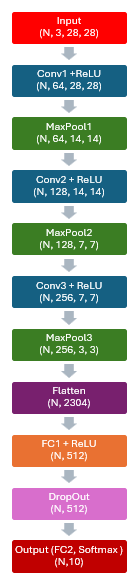 Input
(N, 3, 28, 28)
Conv1 +ReLU
(N, 64, 28, 28)
MaxPool1
(N, 64, 14, 14)
Conv2 + ReLU
(N, 128, 14, 14)
MaxPool2
(N, 128, 7, 7)
Conv3 + ReLU
(N, 256, 7, 7)
MaxPool3
(N, 256, 3, 3)
Flatten
(N, 2304)
FC1 + ReLU
(N, 512)
DropOut
(N, 512)
Output (FC2, Softmax)
(N,10)